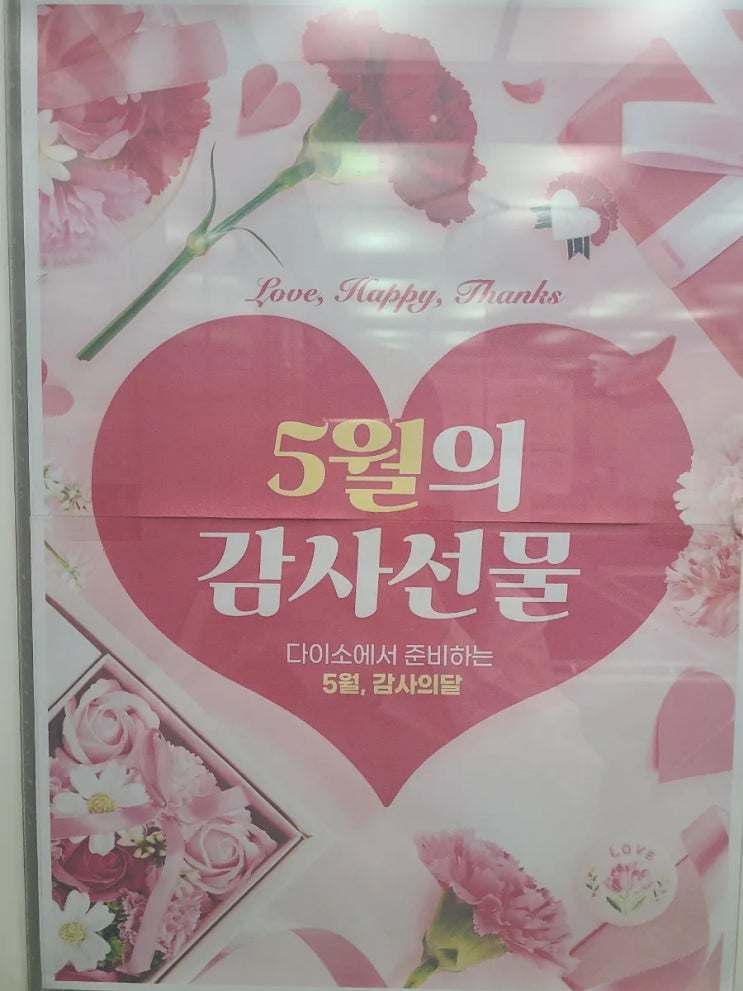 Love, Happy, Thanks
5월의
감사선물
다이소에서 준비하는
5월, 감사의달
LOVE